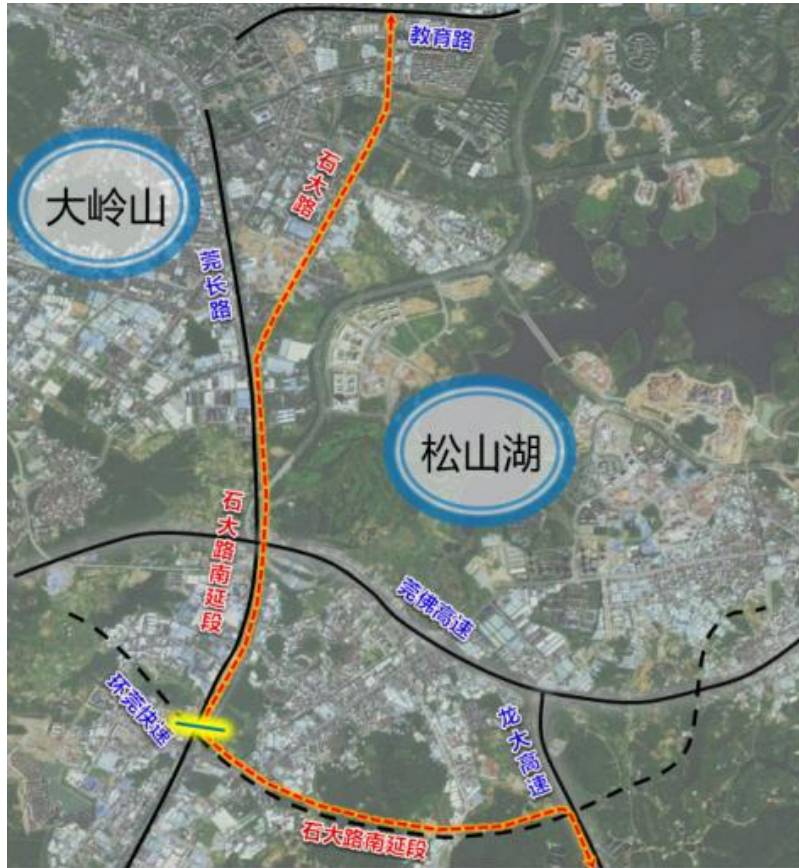 教育路
石大路
大岭山
莞长路
松山湖
石大路南延段
莞佛高速
环莞快速
龙大高速
石大路南延段